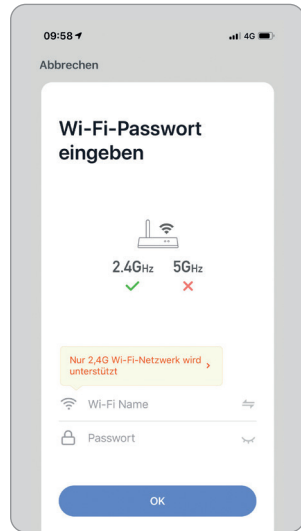 09:58 4G
Abbrechen
Wi-Fi-Passwort
eingeben
2.4GHz 5GHz
Nur 2,4G Wi-Fi-Netzwerk wird
unterstützt
Wi-Fi Name
Passwort
OK